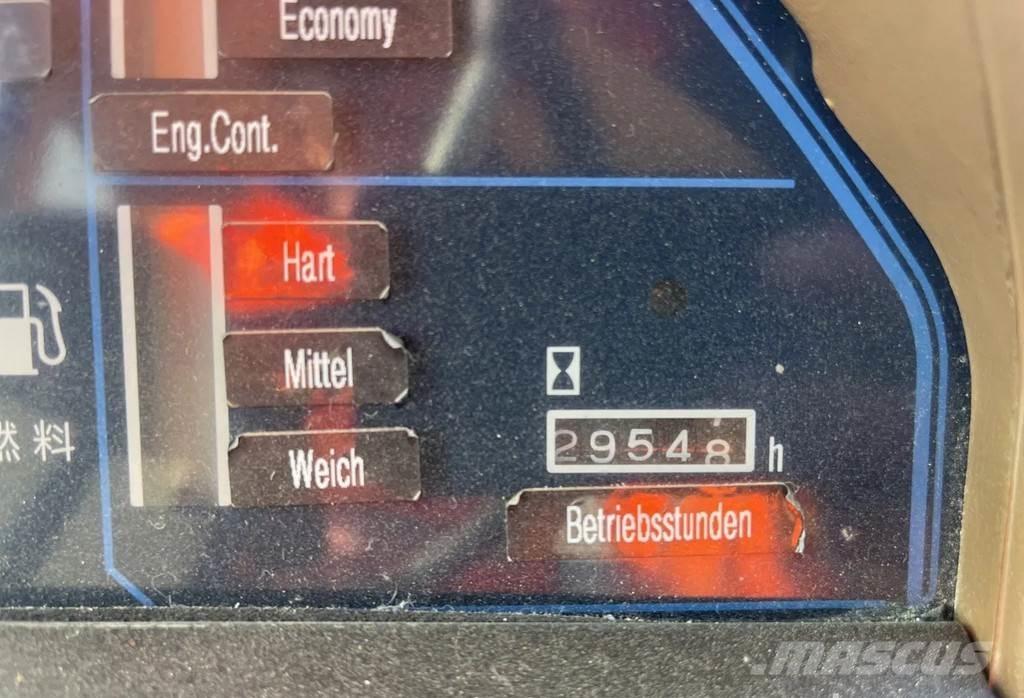 Economy
Eng.Cont.
Hart
Mittel
Weich
燃料
29548 h
Betriebsstunden
MASCUS